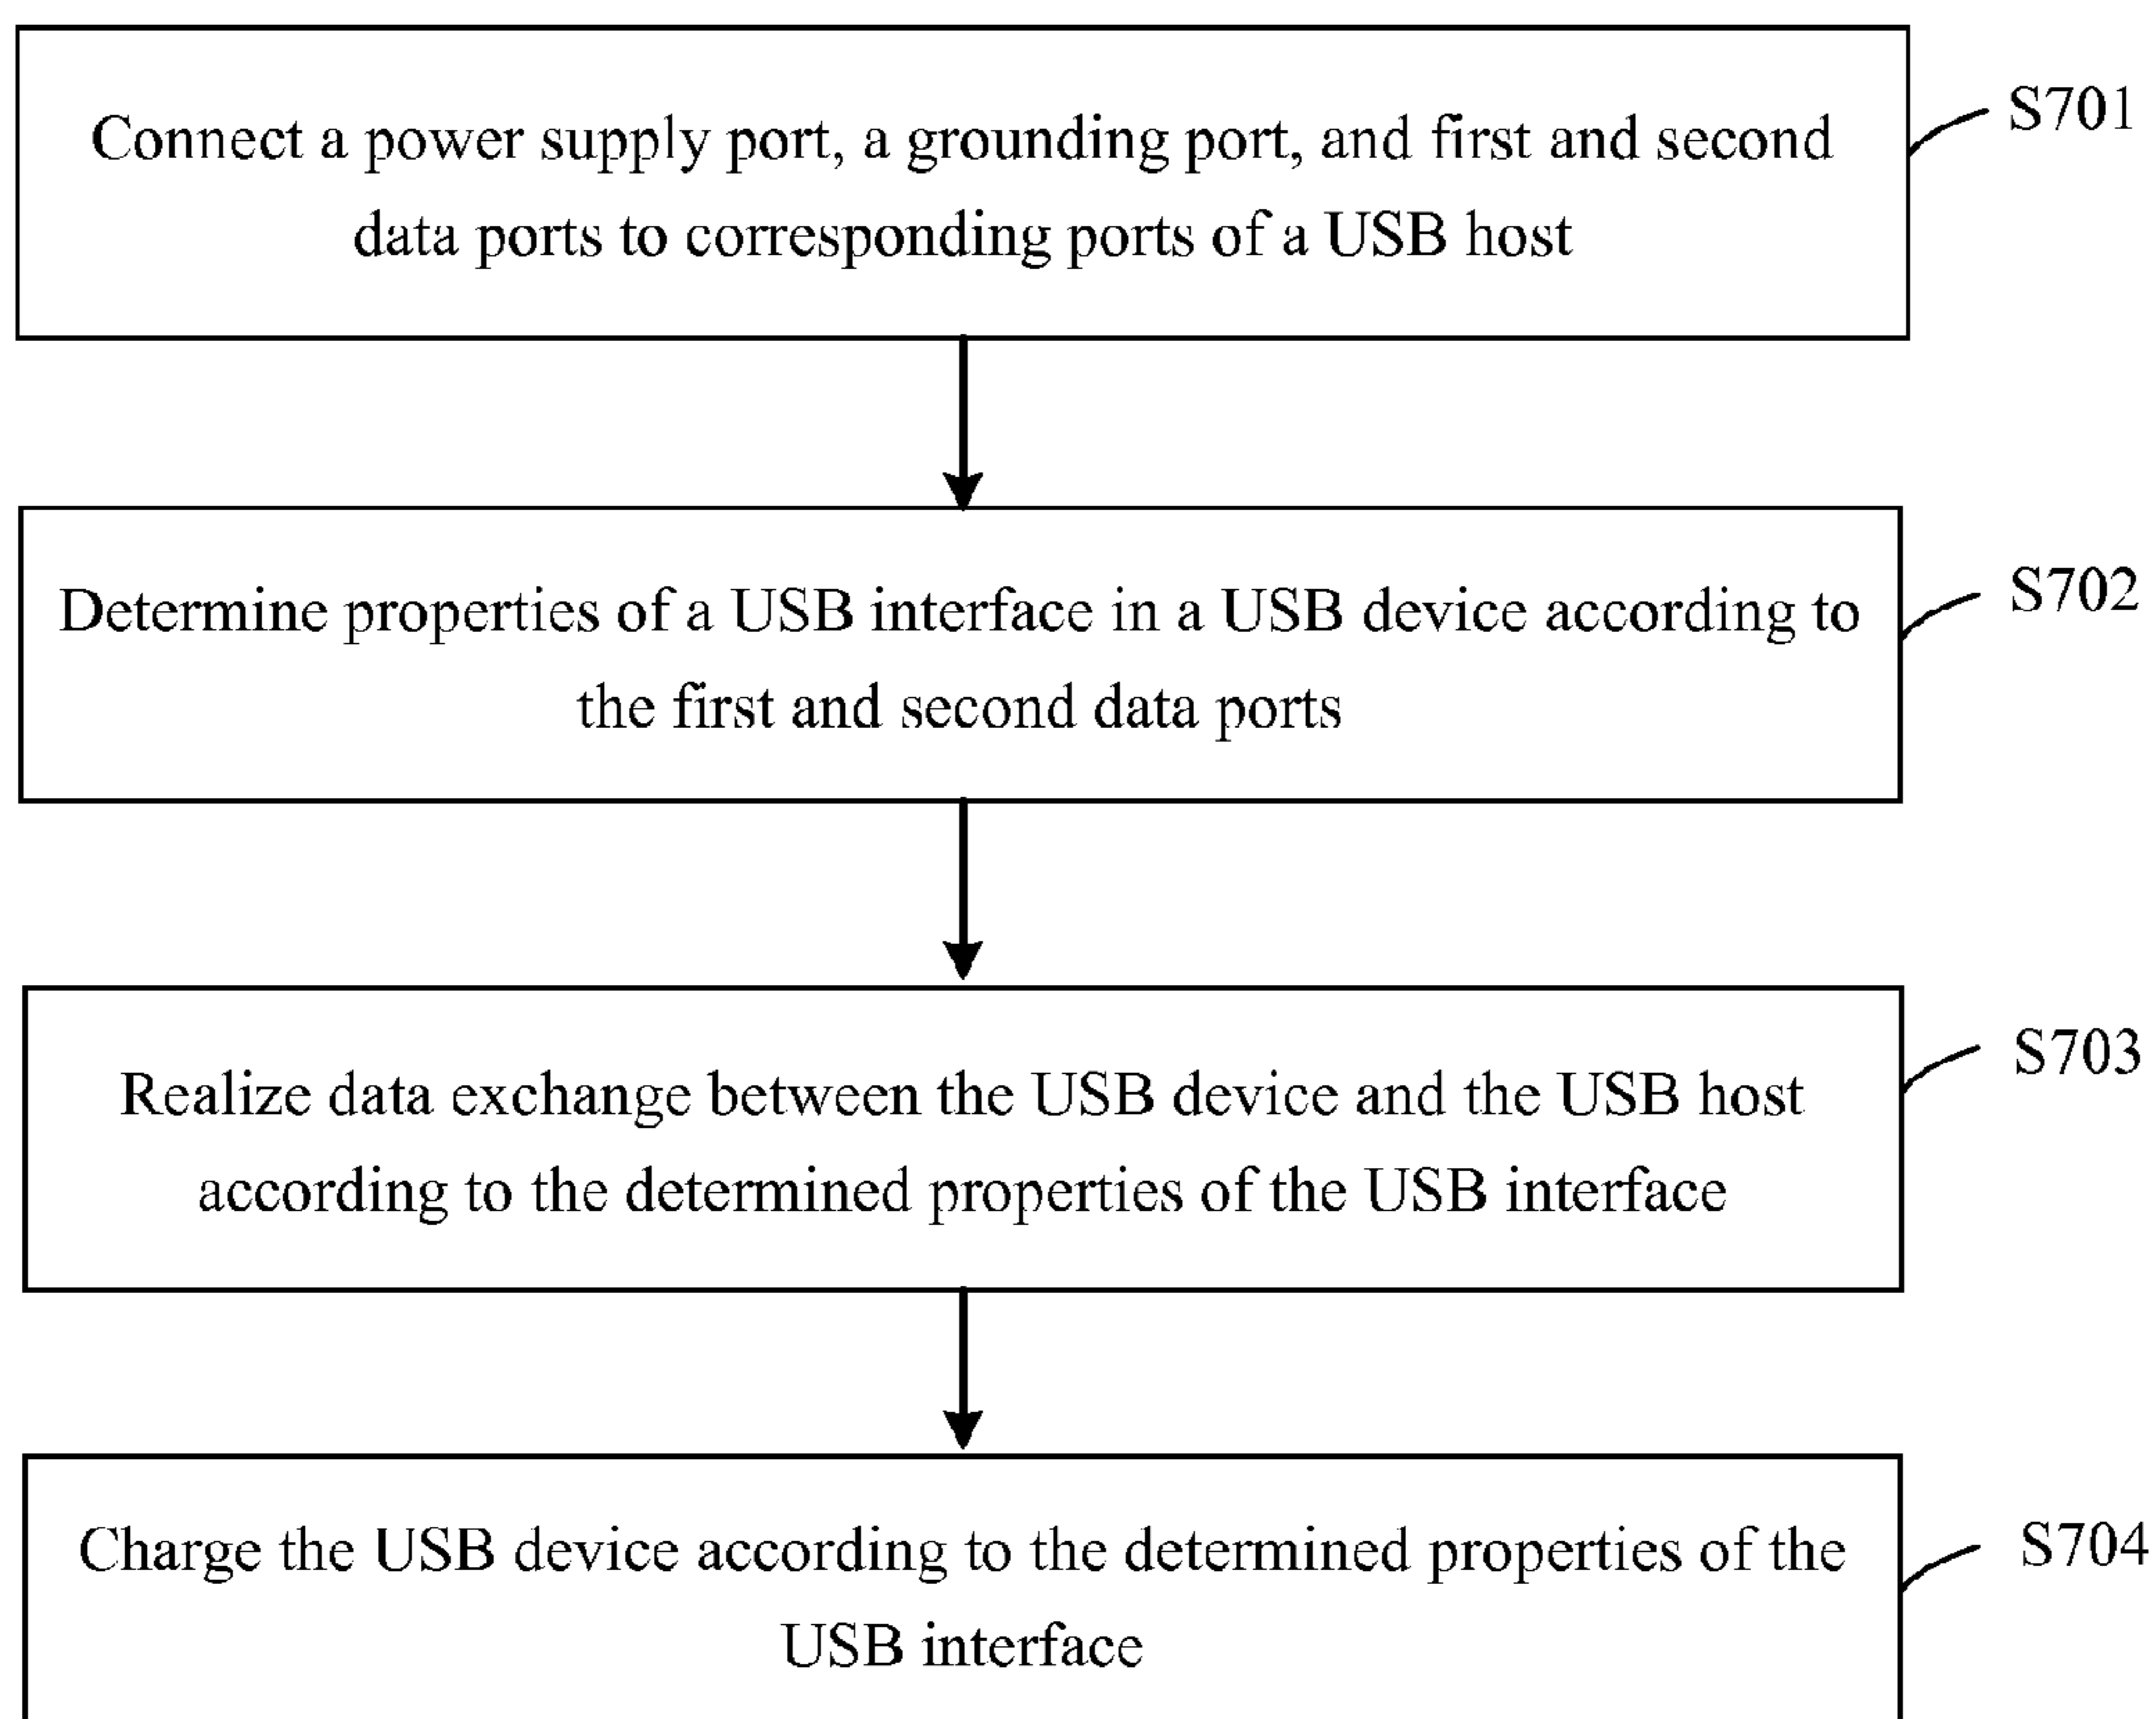 Connect a power supply port, a grounding port, and first and second
data ports to corresponding ports of a USB host
S701
Determine properties of a USB interface in a USB device according to
the first and second data ports
S702
Realize data exchange between the USB device and the USB host
according to the determined properties of the USB interface
S703
Charge the USB device according to the determined properties of the
USB interface
S704